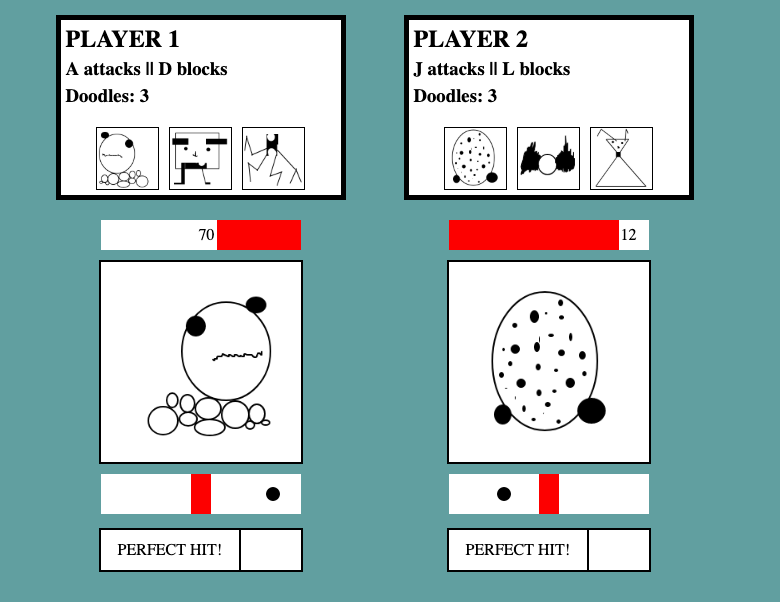 PLAYER 1
A attacks || D blocks
Doodles: 3
PLAYER 2
J attacks || L blocks
Doodles: 3
70
12
PERFECT HIT!
PERFECT HIT!